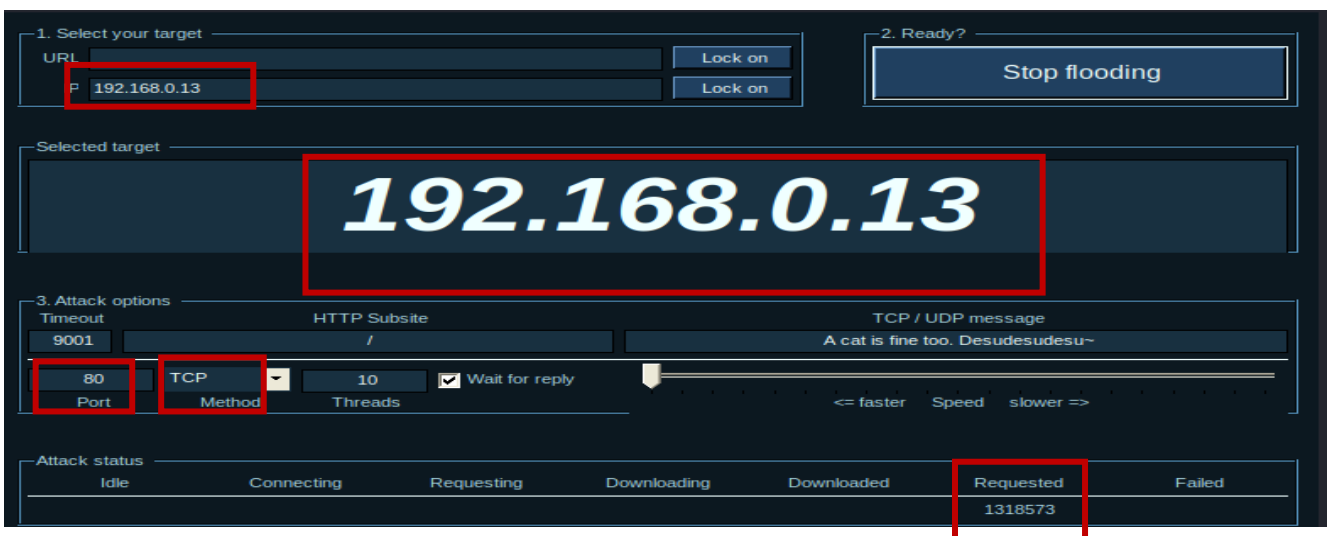 1. Select your target
2. Ready?
URL
Lock on
Stop flooding
P 192.168.0.13 Lock on
Selected target
192.168.0.13
3. Attack options
Timeout HTTP Subsite TCP / UDP message
9001 / A cat is fine too. Desudesudesu~
80 TCP 10 Wait for reply
Port Method Threads <= faster Speed slower =>
Attack status
Idle Connecting Requesting Downloading Downloaded Requested Failed
1318573